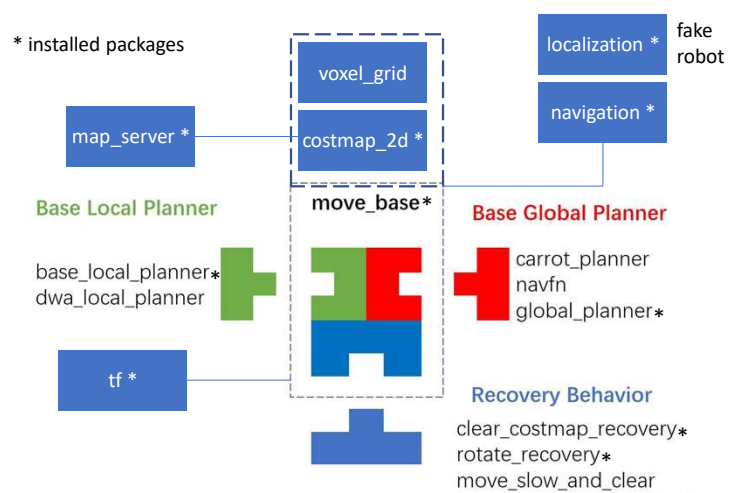 * installed packages
voxel_grid
localization *
fake
robot
map_server *
costmap_2d *
navigation *
move_base*
Base Local Planner
base_local_planner*
dwa_local_planner
Base Global Planner
carrot_planner
navfn
global_planner*
tf *
Recovery Behavior
clear_costmap_recovery*
rotate_recovery*
move_slow_and_clear